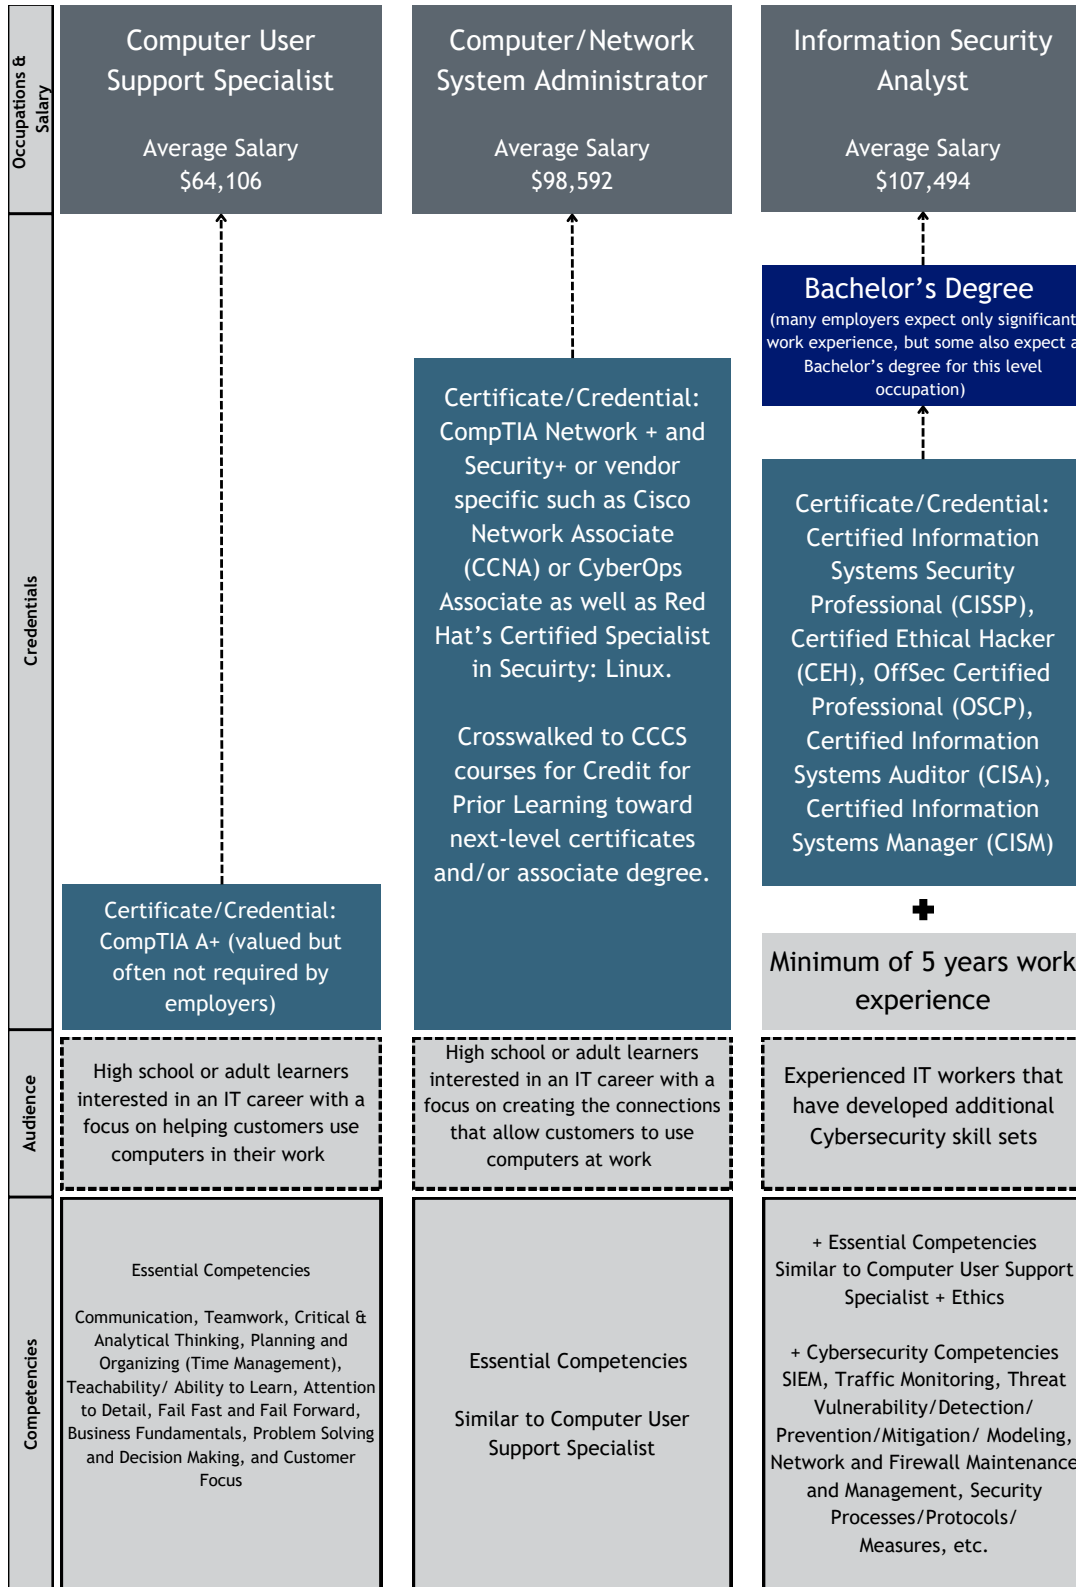 Occupations &
Salary
Computer User
Support Specialist
Average Salary
$64,106
Computer/Network
System Administrator
Average Salary
$98,592
Information Security
Analyst
Average Salary
$107,494
Credentials
Certificate/Credential:
CompTIA A+ (valued but
often not required by
employers)
Certificate/Credential:
CompTIA Network + and
Security+ or vendor
specific such as Cisco
Network Associate
(CCNA) or CyberOps
Associate as well as Red
Hat’s Certified Specialist
in Secuirty: Linux.
Crosswalked to CCCS
courses for Credit for
Prior Learning toward
next-level certificates
and/or associate degree.
Bachelor’s Degree
(many employers expect only significant
work experience, but some also expect a
Bachelor’s degree for this level
occupation)
Certificate/Credential:
Certified Information
Systems Security
Professional (CISSP),
Certified Ethical Hacker
(CEH), OffSec Certified
Professional (OSCP),
Certified Information
Systems Auditor (CISA),
Certified Information
Systems Manager (CISM)
+
Minimum of 5 years work
experience
Audience
High school or adult learners
interested in an IT career with a
focus on helping customers use
computers in their work
High school or adult learners
interested in an IT career with a
focus on creating the connections
that allow customers to use
computers at work
Experienced IT workers that
have developed additional
Cybersecurity skill sets
Competencies
Essential Competencies
Communication, Teamwork, Critical &
Analytical Thinking, Planning and
Organizing (Time Management),
Teachability/ Ability to Learn, Attention
to Detail, Fail Fast and Fail Forward,
Business Fundamentals, Problem Solving
and Decision Making, and Customer
Focus
Essential Competencies
Similar to Computer User
Support Specialist
+ Essential Competencies
Similar to Computer User Support
Specialist + Ethics
+ Cybersecurity Competencies
SIEM, Traffic Monitoring, Threat
Vulnerability/Detection/
Prevention/Mitigation/ Modeling,
Network and Firewall Maintenance
and Management, Security
Processes/Protocols/
Measures, etc.